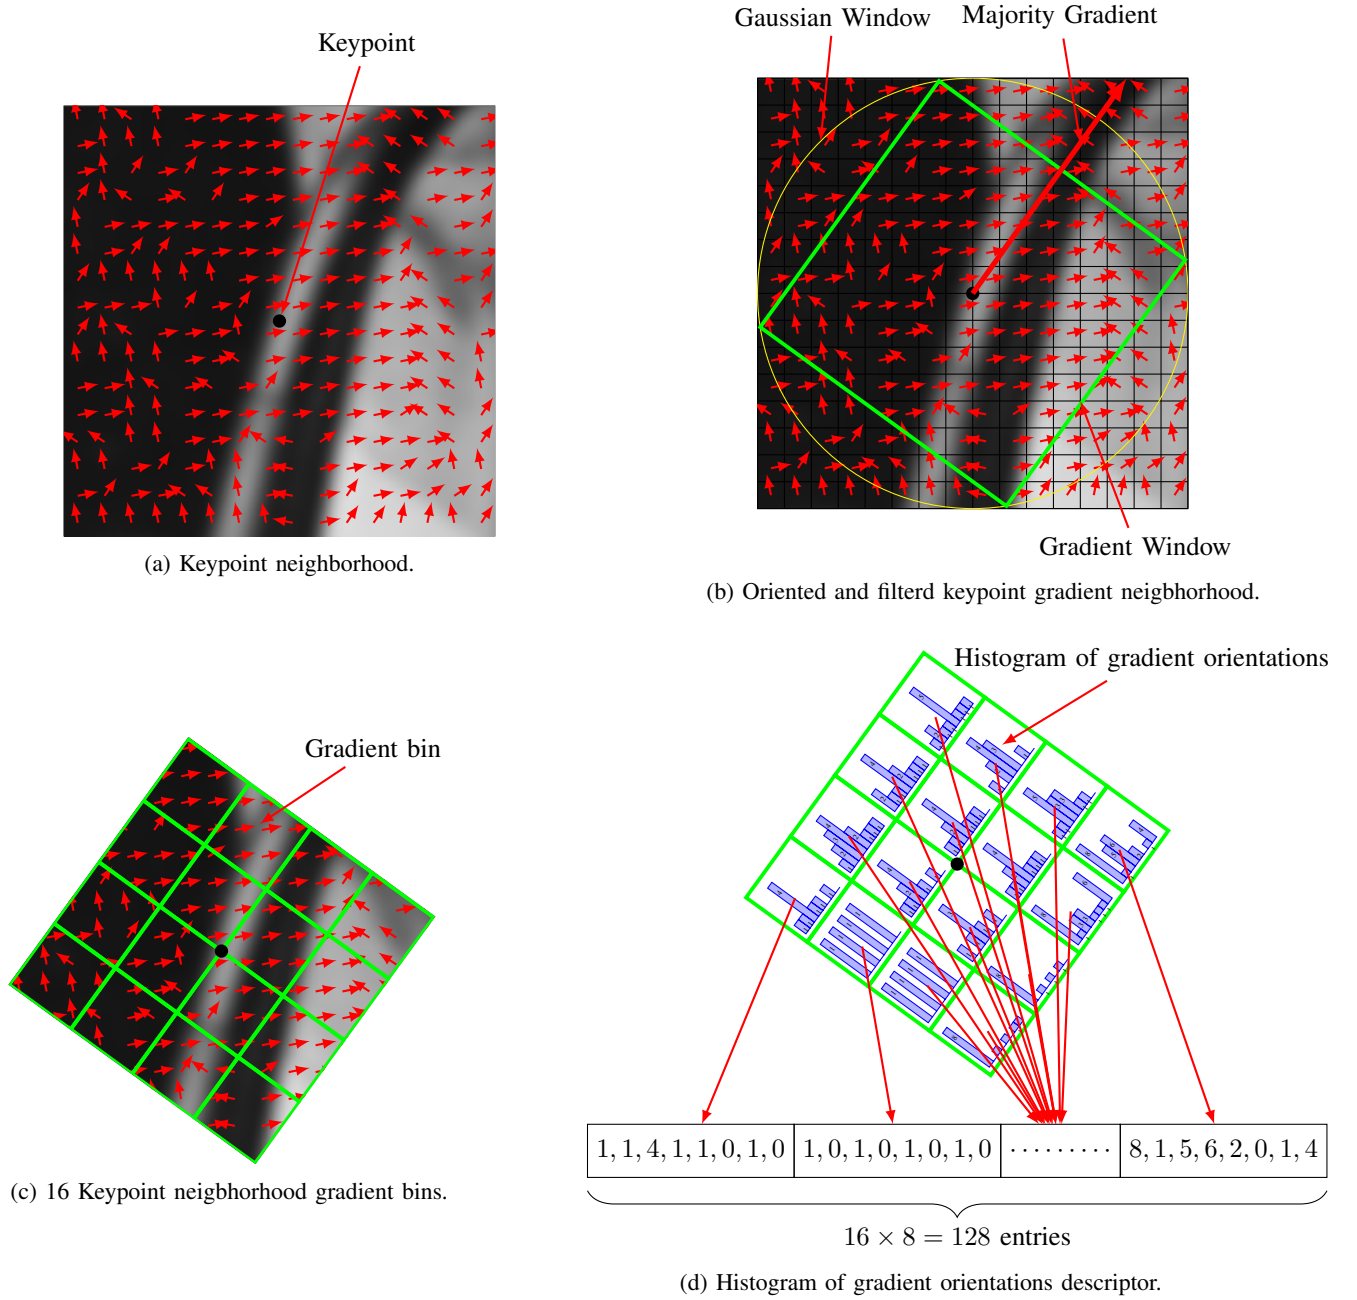 Keypoint
(a) Keypoint neighborhood.
Gaussian Window
Majority Gradient
Gradient Window
(b) Oriented and filterd keypoint gradient neigbhorhood.
Gradient bin
(c) 16 Keypoint neigbhorhood gradient bins.
Histogram of gradient orientations
1, 1, 4, 1, 1, 0, 1, 0
1, 0, 1, 0, 1, 0, 1, 0
·········
8, 1, 5, 6, 2, 0, 1, 4
16 × 8 = 128 entries
(d) Histogram of gradient orientations descriptor.